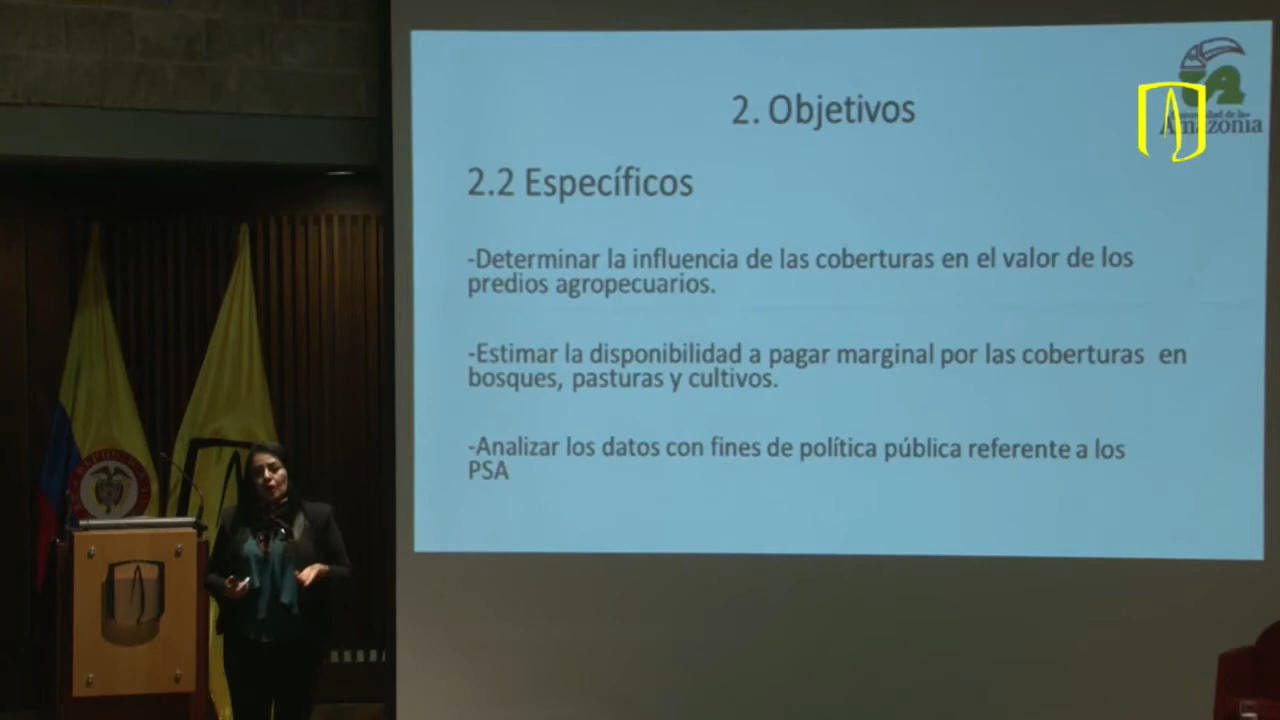 2. Objetivos
2.2 Específicos
-Determinar la influencia de las coberturas en el valor de los
predios agropecuarios.
-Estimar la disponibilidad a pagar marginal por las coberturas en
bosques, pasturas y cultivos.
-Analizar los datos con fines de política pública referente a los
PSA
Amazonia